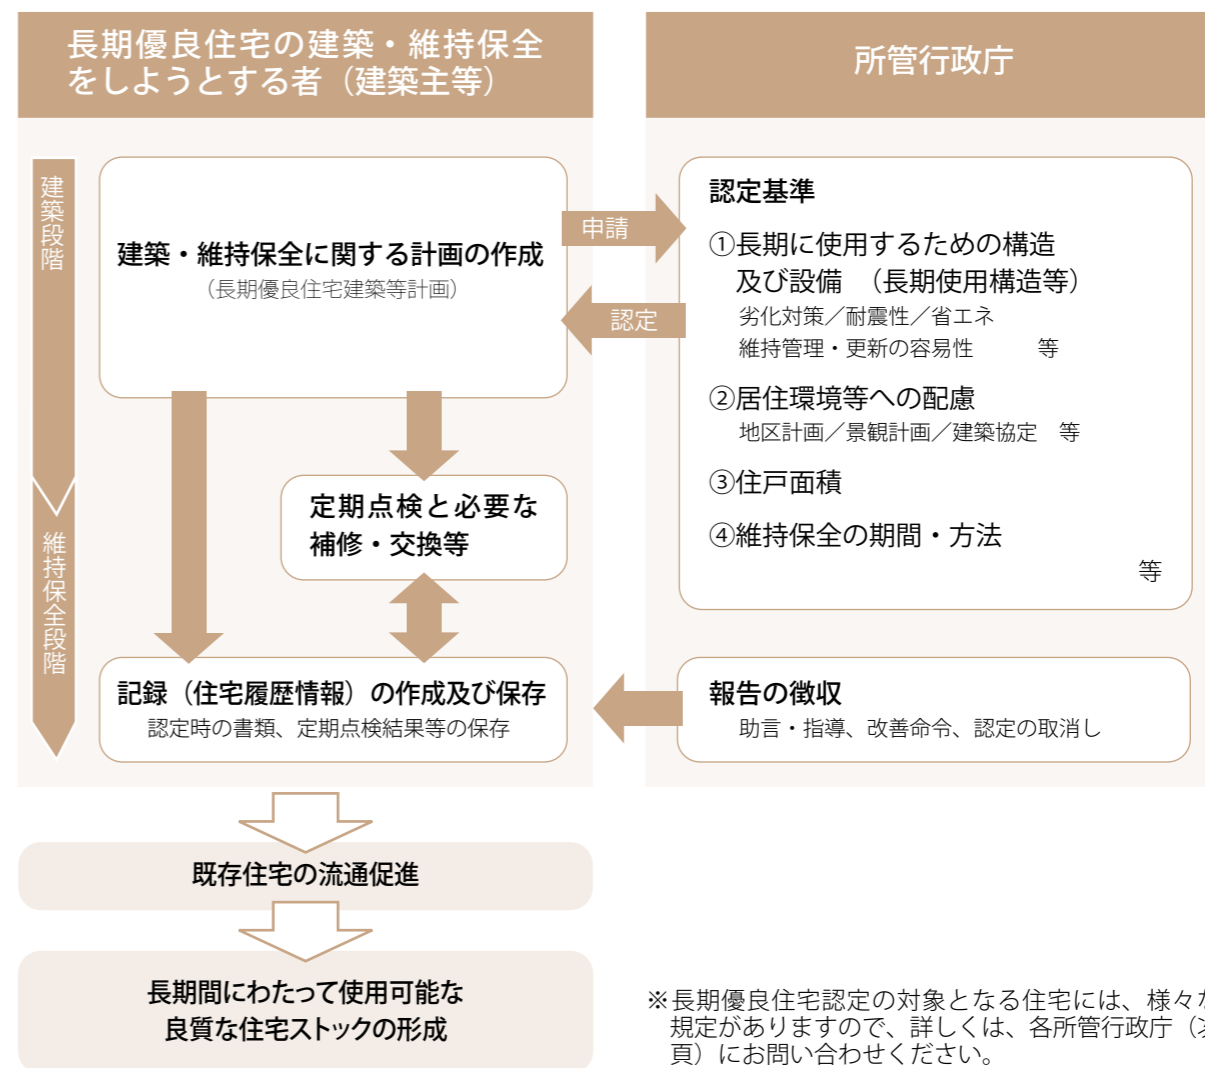 長期優良住宅の建築・維持保全
をしようとする者（建築主等）
所管行政庁
建築段階
維持保全段階
建築・維持保全に関する計画の作成
（長期優良住宅建築等計画）
申請
認定
定期点検と必要な
補修・交換等
記録（住宅履歴情報）の作成及び保存
認定時の書類、定期点検結果等の保存
認定基準
①長期に使用するための構造
及び設備　（長期使用構造等）
劣化対策／耐震性／省エネ
維持管理・更新の容易性　　　等
②居住環境等への配慮
地区計画／景観計画／建築協定　等
③住戸面積
④維持保全の期間・方法
等
報告の徴収
助言・指導、改善命令、認定の取消し
既存住宅の流通促進
長期間にわたって使用可能な
良質な住宅ストックの形成
※長期優良住宅認定の対象となる住宅には、様々な
規定がありますので、詳しくは、各所管行政庁（
頁）にお問い合わせください。